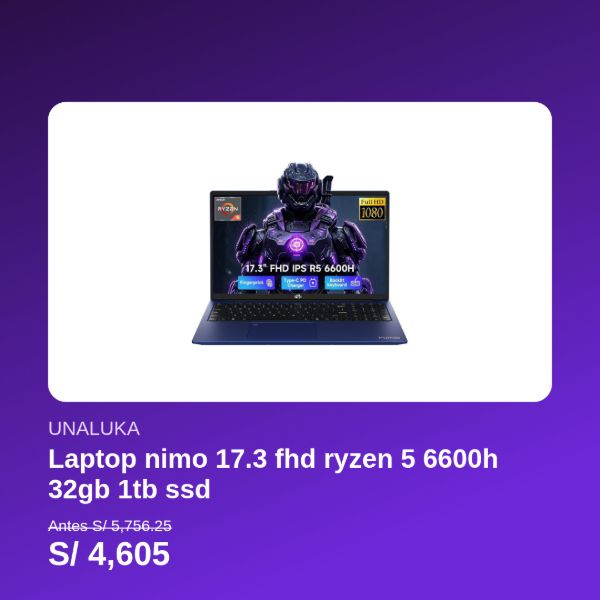 RYZEN
Full HD
1080
17.3" FHD IPS R5 6600H
Fingerprint
Type-C PD
Charger
Backlit
Keyboard
UNALUKA
Laptop nimo 17.3 fhd ryzen 5 6600h
32gb 1tb ssd
Antes S/ 5,756.25
S/ 4,605